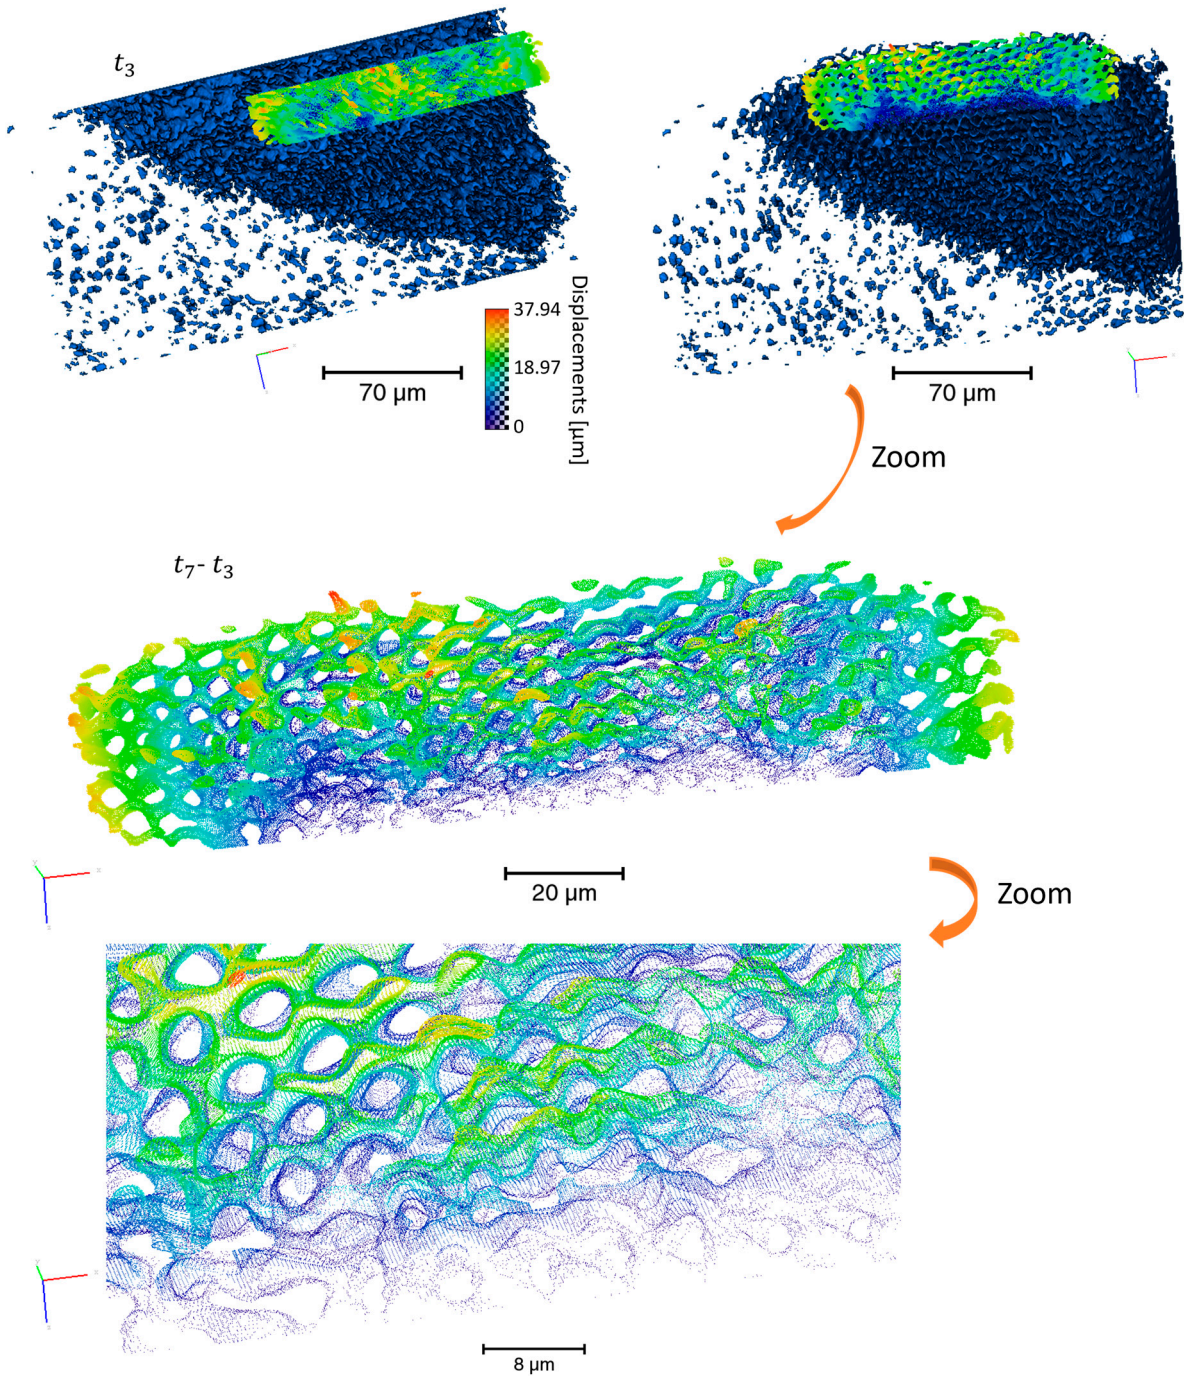 t₃
37.94
18.97
0
Displacements [µm]
70 µm
70 µm
Zoom
t₇- t₃
20 µm
Zoom
8 µm